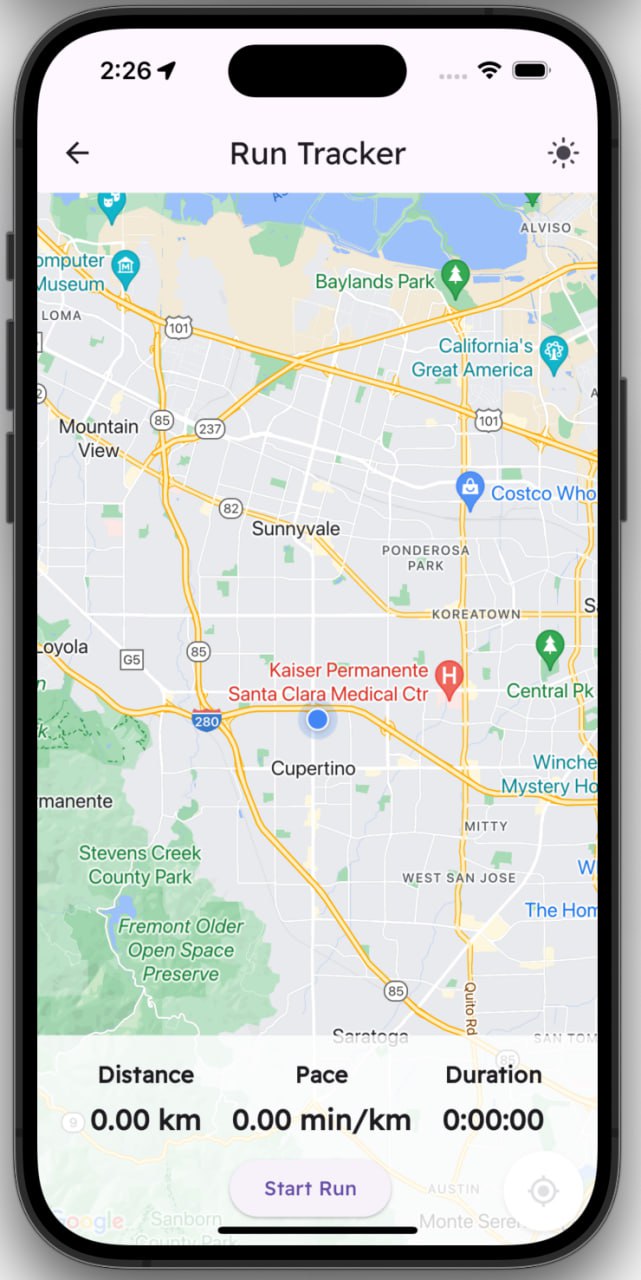 2:26
Run Tracker
ALVISO
omputer
Museum
Baylands Park
LOMA
101
California's
Great America
85
237
101
Mountain
View
Costco Who
82
Sunnyvale
PONDEROSA
PARK
KOREATOWN
S
Loyola
G5
85
Kaiser Permanente
Santa Clara Medical Ctr
H
Central Pk
280
Cupertino
Winche
Mystery Ho
rmanente
MITTY
Stevens Creek
County Park
WEST SAN JOSE
W
The Hom
Fremont Older
Open Space
Preserve
85
Quito Rd
Saratoga
SAN TOM
85
Distance
Pace
Duration
9
0.00 km
0.00 min/km
0:00:00
Start Run
AUSTIN
Google
Sanborn
County Park
Monte Seren